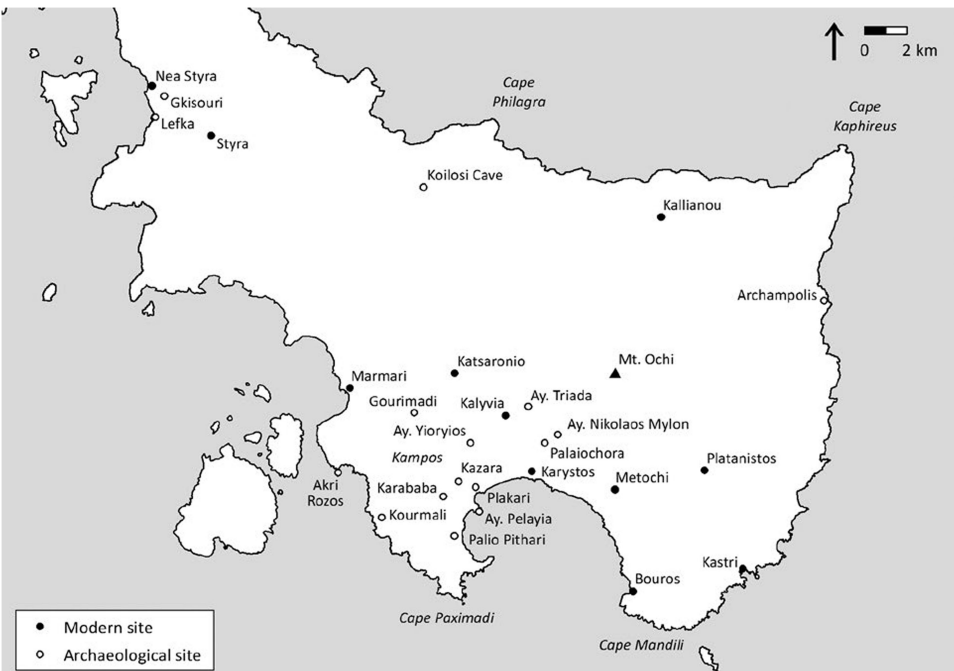 0 2 km
Nea Styra
Gkisouri
Lefka
Styra
Cape
Philagra
Cape
Kaphireus
Koilosi Cave
Kallianou
Archampolis
Mt. Ochi
Katsaronio
Marmari
Gourimadi
Kalyvia
Ay. Triada
Ay. Yioryios
Ay. Nikolaos Mylon
Kampos
Palaiochora
Platanistos
Akri
Rozos
Kazara
Karystos
Metochi
Karababa
Plakari
Kourmali
Ay. Pelayia
Palio Pithari
Kastri
Bouros
Cape Paximadi
Cape Mandili
Modern site
Archaeological site